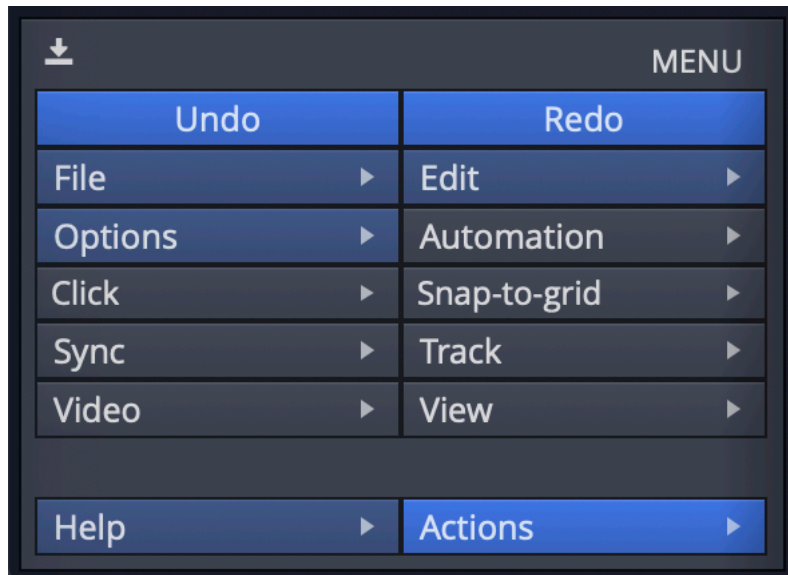 MENU
Undo Redo
File Edit
Options Automation
Click Snap-to-grid
Sync Track
Video View
Help Actions